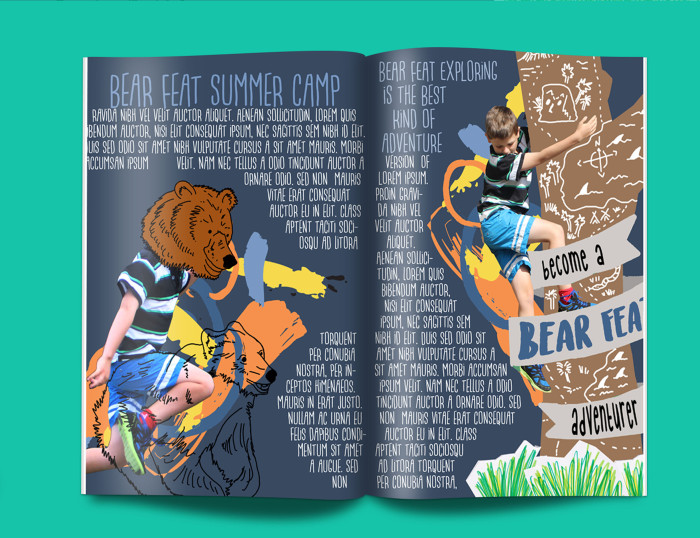 BEAR FEAT SUMMER CAMP
RAVIDA NIBH VEL VELIT AUCTOR ALIQUET. AENEAN SOLLICITUDIN, LOREM QUIS
BIBENDUM AUCTOR, NISI ELIT CONSEQUAT IPSUM, NEC SAGITTIS SEM NIBH ID ELIT.
DUIS SED ODIO SIT AMET NIBH VULPUTATE CURSUS A SIT AMET MAURIS. MORBI
ACCUMSAN IPSUM VELIT. NAM NEC TELLUS A ODIO TINCIDUNT AUCTOR A
ORNARE ODIO. SED NON MAURIS
VITAE ERAT CONSEQUAT
AUCTOR EU IN ELIT. CLASS
APTENT TACITI SOCI-
OSQU AD LITORA
TORQUENT
PER CONUBIA
NOSTRA, PER IN-
CEPTOS HIMENAEOS.
MAURIS IN ERAT JUSTO.
NULLAM AC URNA EU
FELIS DAPIBUS CONDI-
MENTUM SIT AMET
A AUGUE. SED
NON
BEAR FEAT EXPLORING
IS THE BEST
KIND OF
ADVENTURE
VERSION OF
LOREM IPSUM.
PROIN GRAVI-
DA NIBH VEL
VELIT AUCTOR
ALIQUET.
AENEAN SOLLICI-
TUDIN, LOREM QUIS
BIBENDUM AUCTOR,
NISI ELIT CONSEQUAT
IPSUM, NEC SAGITTIS SEM
NIBH ID ELIT. DUIS SED ODIO SIT
AMET NIBH VULPUTATE CURSUS A
SIT AMET MAURIS. MORBI ACCUMSAN
IPSUM VELIT. NAM NEC TELLUS A ODIO
TINCIDUNT AUCTOR A ORNARE ODIO. SED
NON MAURIS VITAE ERAT CONSEQUAT
AUCTOR EU IN ELIT. CLASS
APTENT TACITI SOCIOSQU
AD LITORA TORQUENT
PER CONUBIA NOSTRA,
become a
BEAR FEAT
adventurer